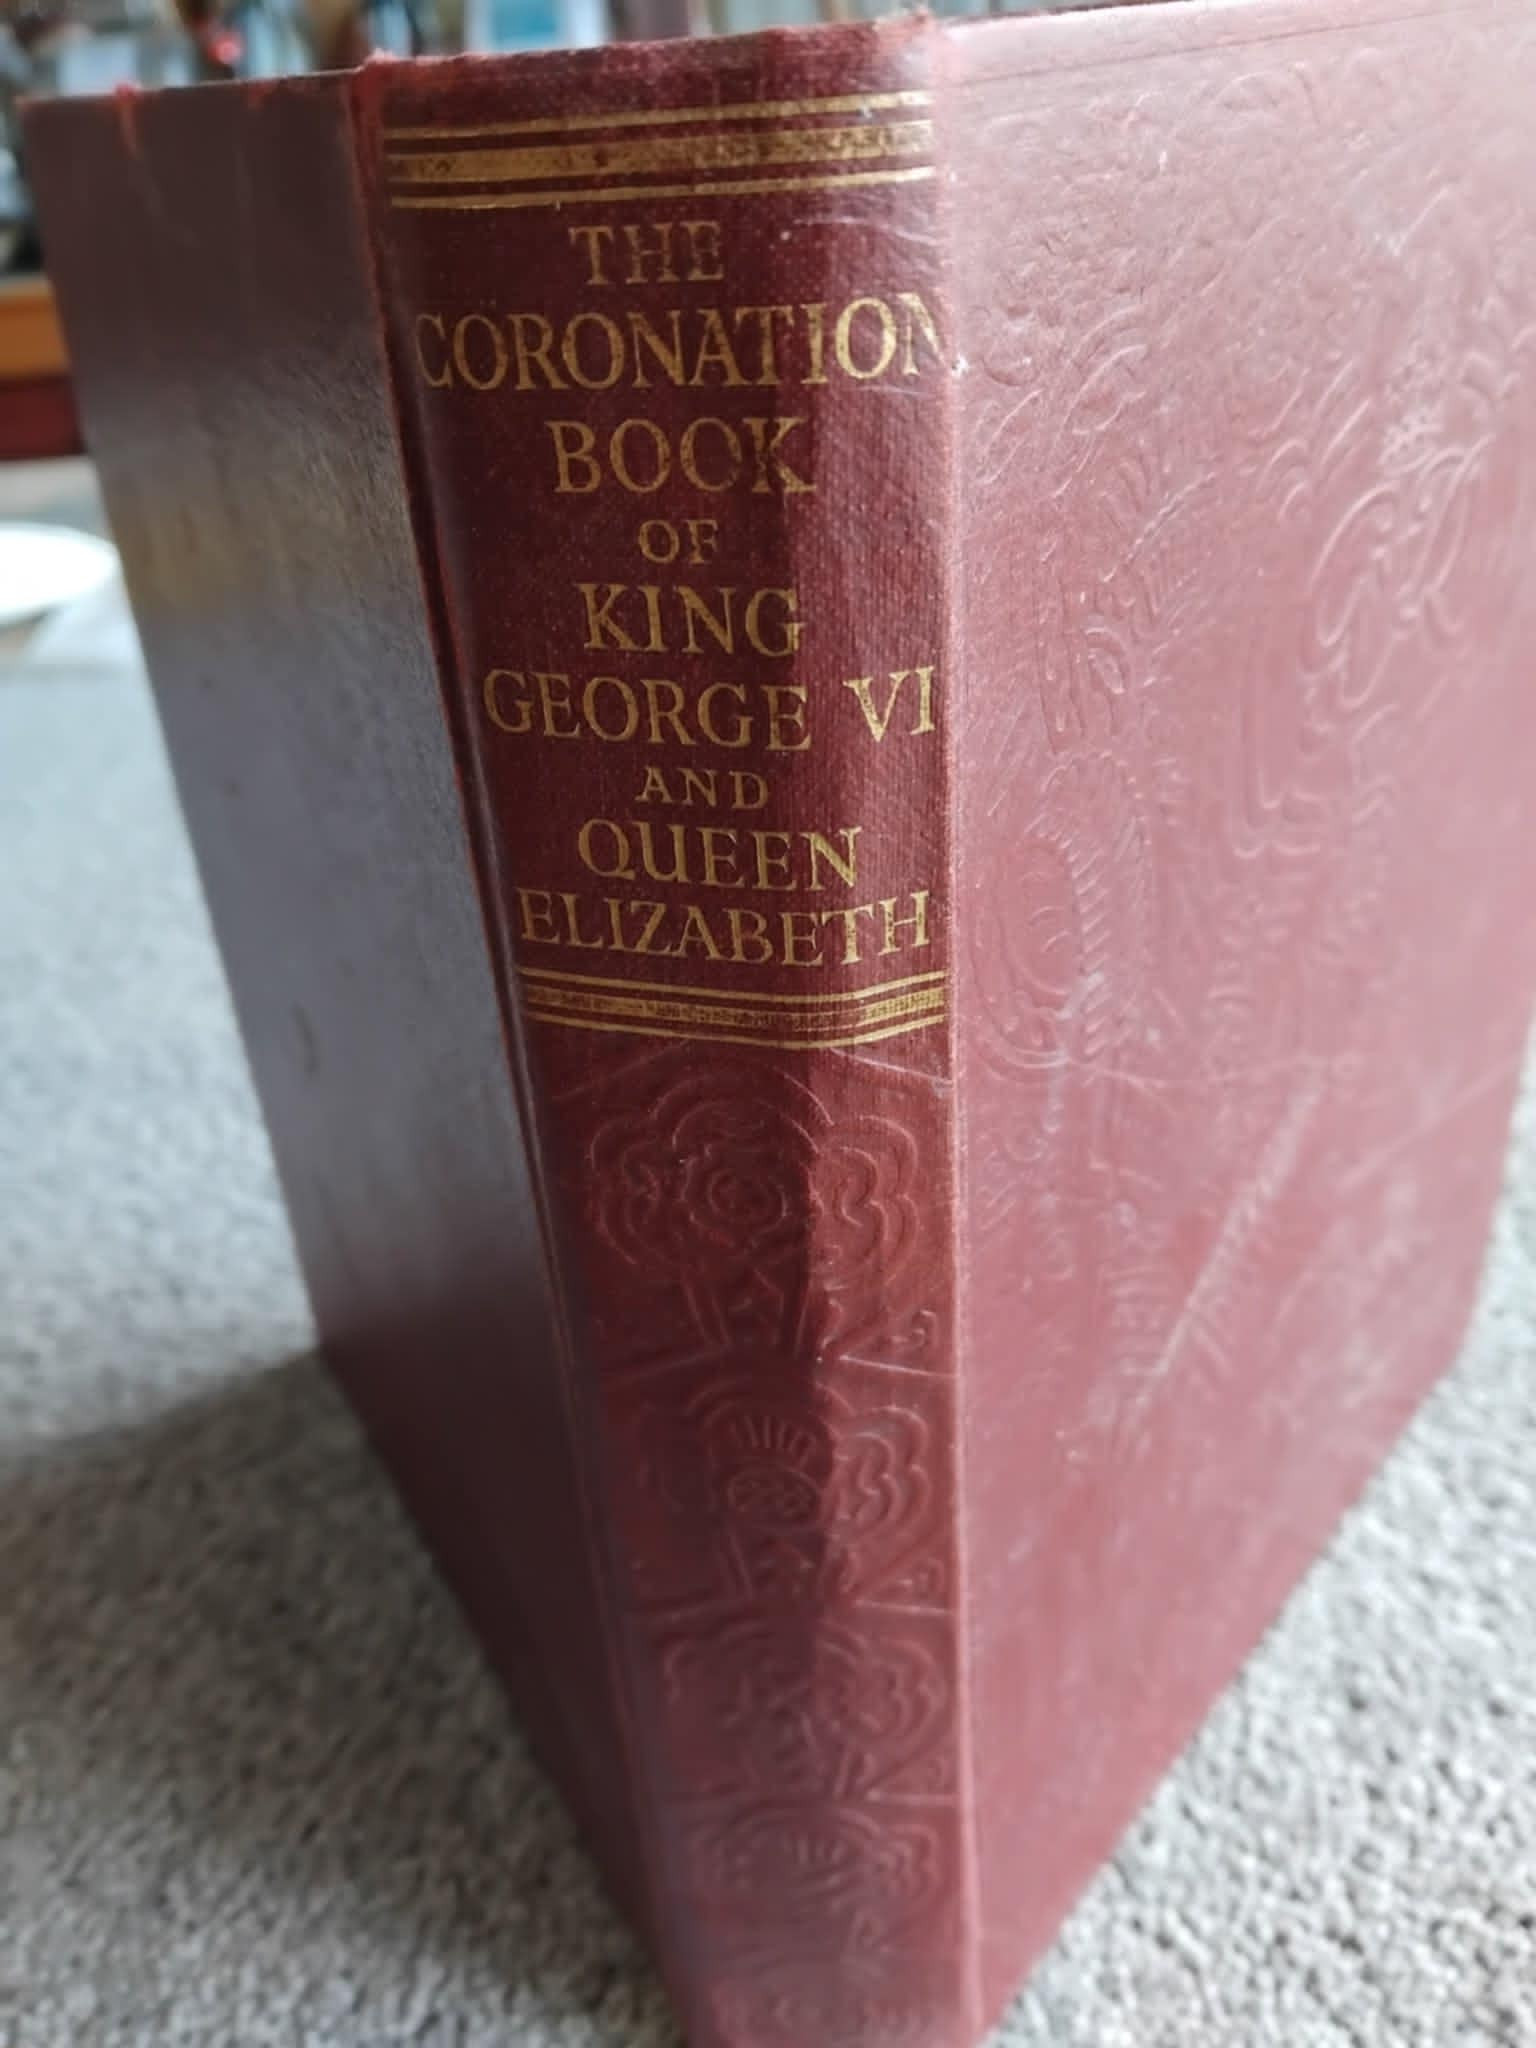 THE
CORONATION
BOOK
OF
KING
GEORGE VI
AND
QUEEN
ELIZABETH